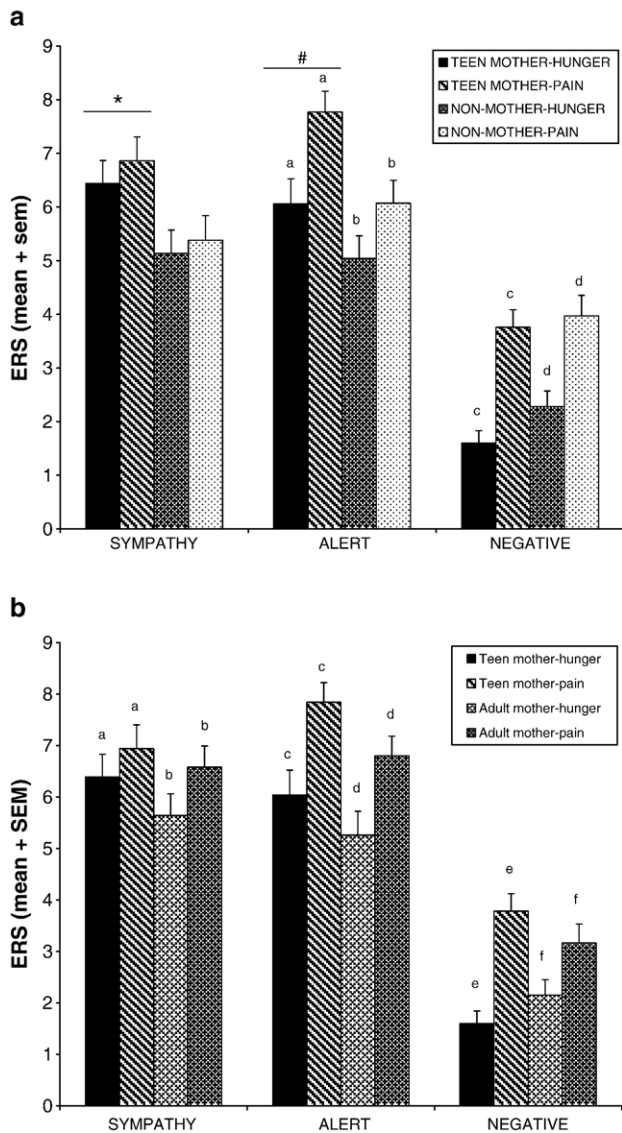 a
ERS (mean + sem)
9
8
7
6
5
4
3
2
1
0
*
#
a
a
b
b
c
c
d
d
TEEN MOTHER-HUNGER
TEEN MOTHER-PAIN
NON-MOTHER-HUNGER
NON-MOTHER-PAIN
SYMPATHY ALERT NEGATIVE
b
ERS (mean + SEM)
9
8
7
6
5
4
3
2
1
0
a
a
b
b
c
c
d
d
e
e
f
f
Teen mother-hunger
Teen mother-pain
Adult mother-hunger
Adult mother-pain
SYMPATHY ALERT NEGATIVE